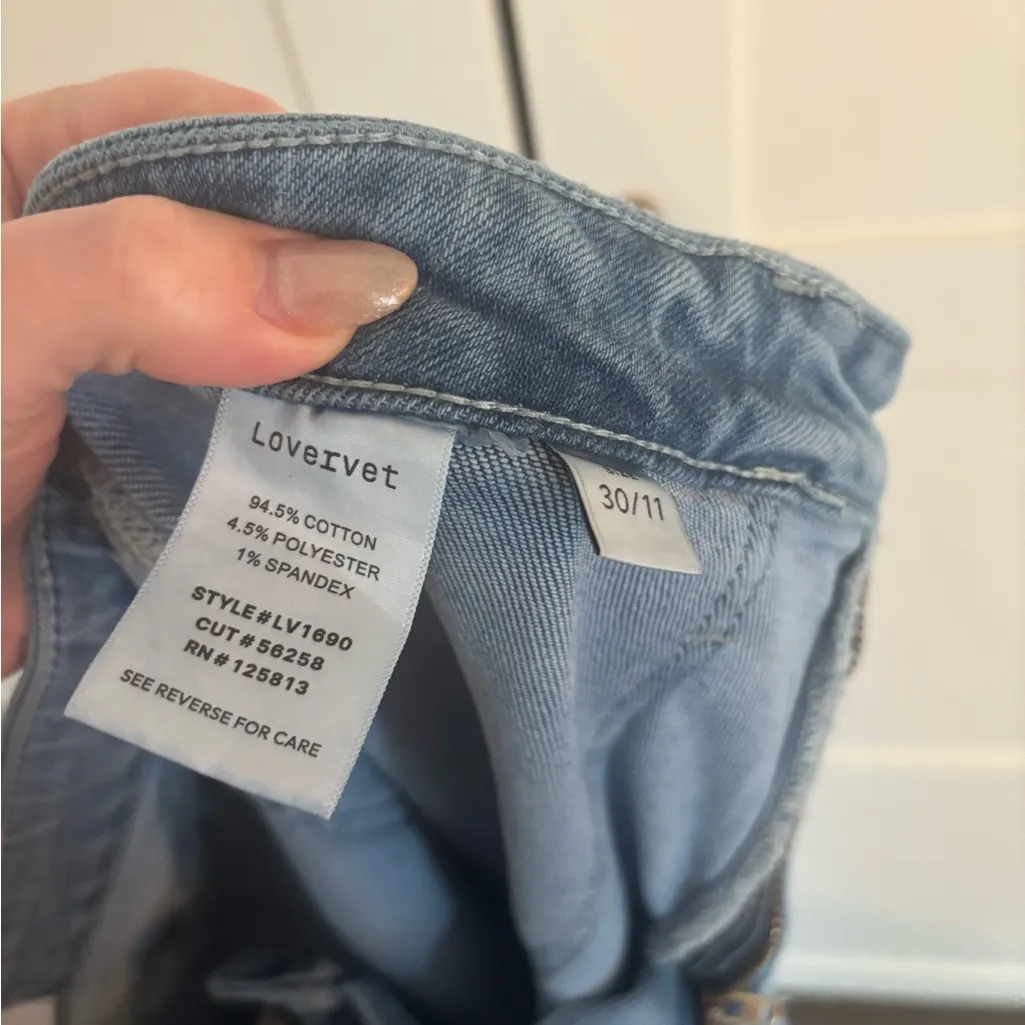 Lovervet
94.5% COTTON
4.5% POLYESTER
1% SPANDEX
STYLE#LV1690
CUT#56258
RN#125813
SEE REVERSE FOR CARE
30/11